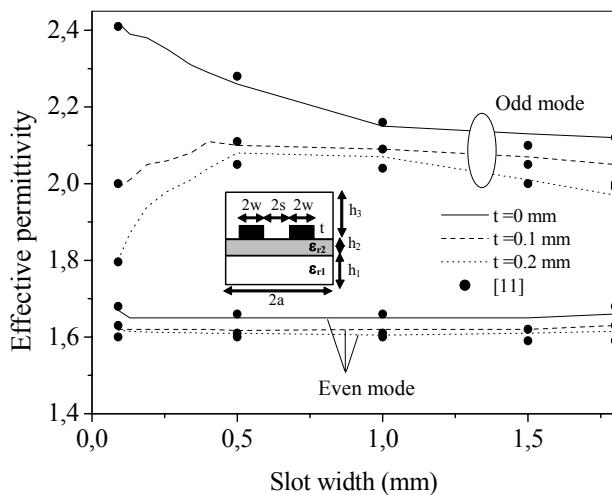 2,4
2,2
2,0
1,8
1,6
1,4
Effective permittivity
0,0
0,5
1,0
1,5
Slot width (mm)
Odd mode
Even mode
2w 2s 2w
t
h3
h2
h1
εr2
εr1
2a
t =0 mm
t =0.1 mm
t =0.2 mm
[11]